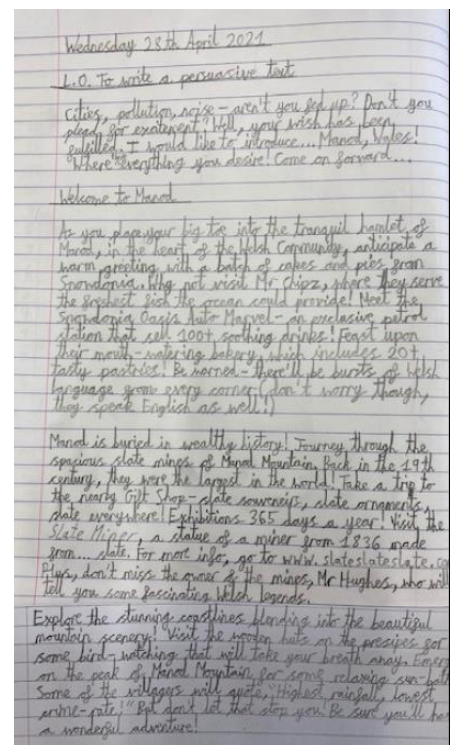 Wednesday 28th April 2021
L.O. To write a persuasive text
Cities, pollution, noise - aren't you fed up? Don't you
plead for exatement? Well, your wish has been
fulfilled. I would like to introduce... Manod, Wales!
"Where everything you desire! Come on forward...
Welcome to Manod
As you place your big toe into the tranquil hamlet of
Manod, in the heart of the Welsh Community, anticipate a
warm greeting with a batch of cakes and pies from
Snowdonia. Why not visit Mr Chipz, where they serve
the freshest fish the ocean could provide! Meet the
Snowdonia Oasis Auto Marvel - an exclusive petrol
station that sell 100+ soothing drinks! Feast upon
their mouth-watering bakery, which includes 20+
tasty pastries! Be warned - there'll be bursts of Welsh
language from every corner (don't worry though,
they speak English as well!)
Manod is buried in wealthy history! Journey through the
spacious slate mines of Manod Mountain. Back in the 19th
century, they were the largest in the world! Take a trip to
the nearly Gift Shop - slate souveneirs, slate ornaments,
slate everywhere! Exhibitions 365 days a year! Visit the
Slate Miner, a statue of a miner from 1836 made
from... slate. For more info, go to www.slateslateslate.co
Plus, don't miss the owner of the mines, Mr Hughes, who will
tell you some fascinating Welsh legends.
Explore the stunning coastlines blending into the beautiful
mountain scenery! Visit the wooden huts on the presipes for
some bird-watching that will take your breath away. Emerg
on the peak of Manod Mountain for some relaxing sun-bath
Some of the villagers will quote, "Highest rainfall, lowest
crime-rate!" But don't let that stop you. Be sure you'll hav
a wonderful adventure!